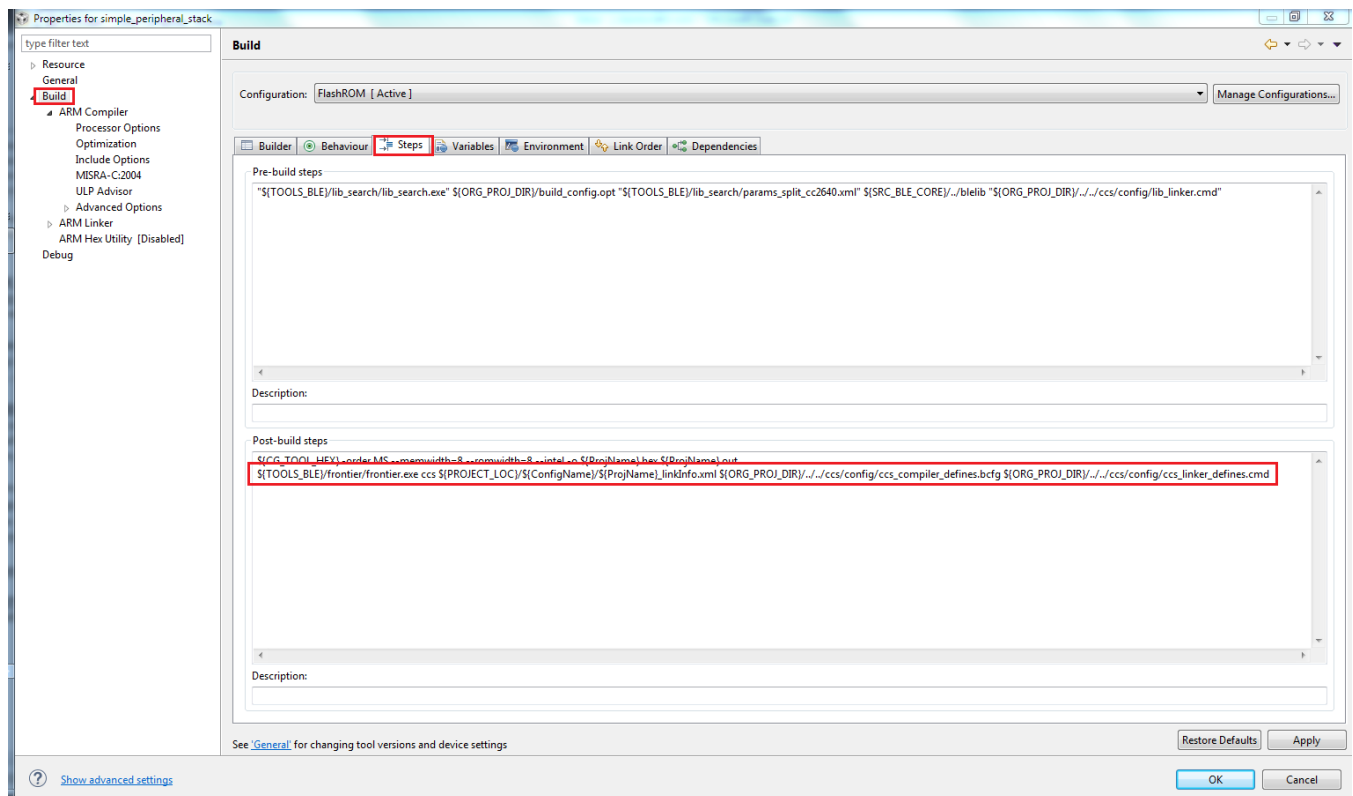 Properties for simple_peripheral_stack
type filter text
Resource
General
Build
ARM Compiler
Processor Options
Optimization
Include Options
MISRA-C:2004
ULP Advisor
Advanced Options
ARM Linker
ARM Hex Utility [Disabled]
Debug
Build
Configuration: FlashROM [ Active ]
Manage Configurations...
Builder Behaviour Steps Variables Environment Link Order Dependencies
Pre-build steps
"${TOOLS_BLE}/lib_search/lib_search.exe" ${ORG_PROJ_DIR}/build_config.opt "${TOOLS_BLE}/lib_search/params_split_cc2640.xml" ${SRC_BLE_CORE}/../blelib "${ORG_PROJ_DIR}/../../ccs/config/lib_linker.cmd"
Description:
Post-build steps
${CG_TOOL_HEX} -order MS --memwidth=8 --romwidth=8 --intel -o ${ProjName}.hex ${ProjName}.out
${TOOLS_BLE}/frontier/frontier.exe ccs ${PROJECT_LOC}/${ConfigName}/${ProjName}_linkInfo.xml ${ORG_PROJ_DIR}/../../ccs/config/ccs_compiler_defines.bcfg ${ORG_PROJ_DIR}/../../ccs/config/ccs_linker_defines.cmd
Description:
See 'General' for changing tool versions and device settings
Restore Defaults
Apply
? Show advanced settings
OK
Cancel